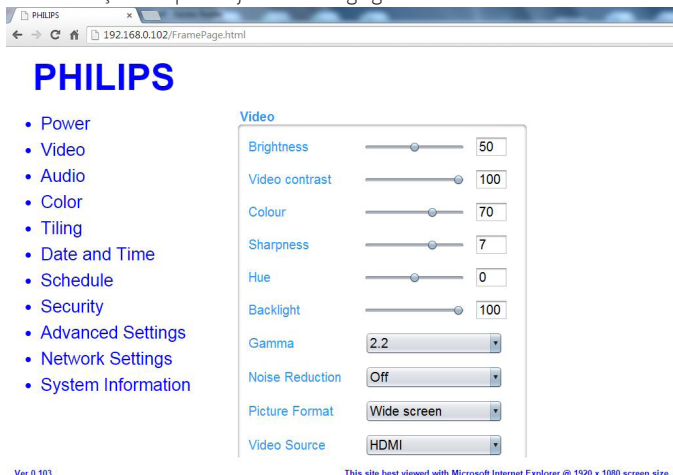 PHILIPS
192.168.0.102/FramePage.html
PHILIPS
• Power
• Video
• Audio
• Color
• Tiling
• Date and Time
• Schedule
• Security
• Advanced Settings
• Network Settings
• System Information
Video
Brightness 50
Video contrast 100
Colour 70
Sharpness 7
Hue 0
Backlight 100
Gamma 2.2
Noise Reduction Off
Picture Format Wide screen
Video Source HDMI
Ver 0.103
This site best viewed with Microsoft Internet Explorer @ 1920 x 1080 screen size